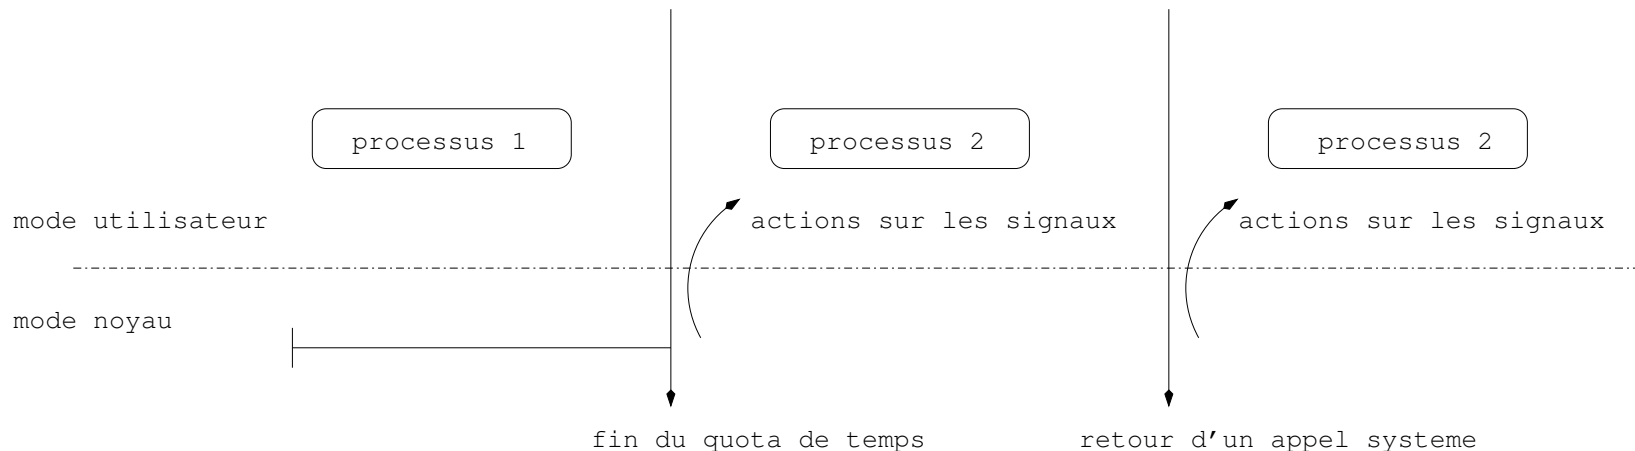 processus 1
processus 2
processus 2
mode utilisateur
actions sur les signaux
actions sur les signaux
mode noyau
fin du quota de temps
retour d'un appel systeme